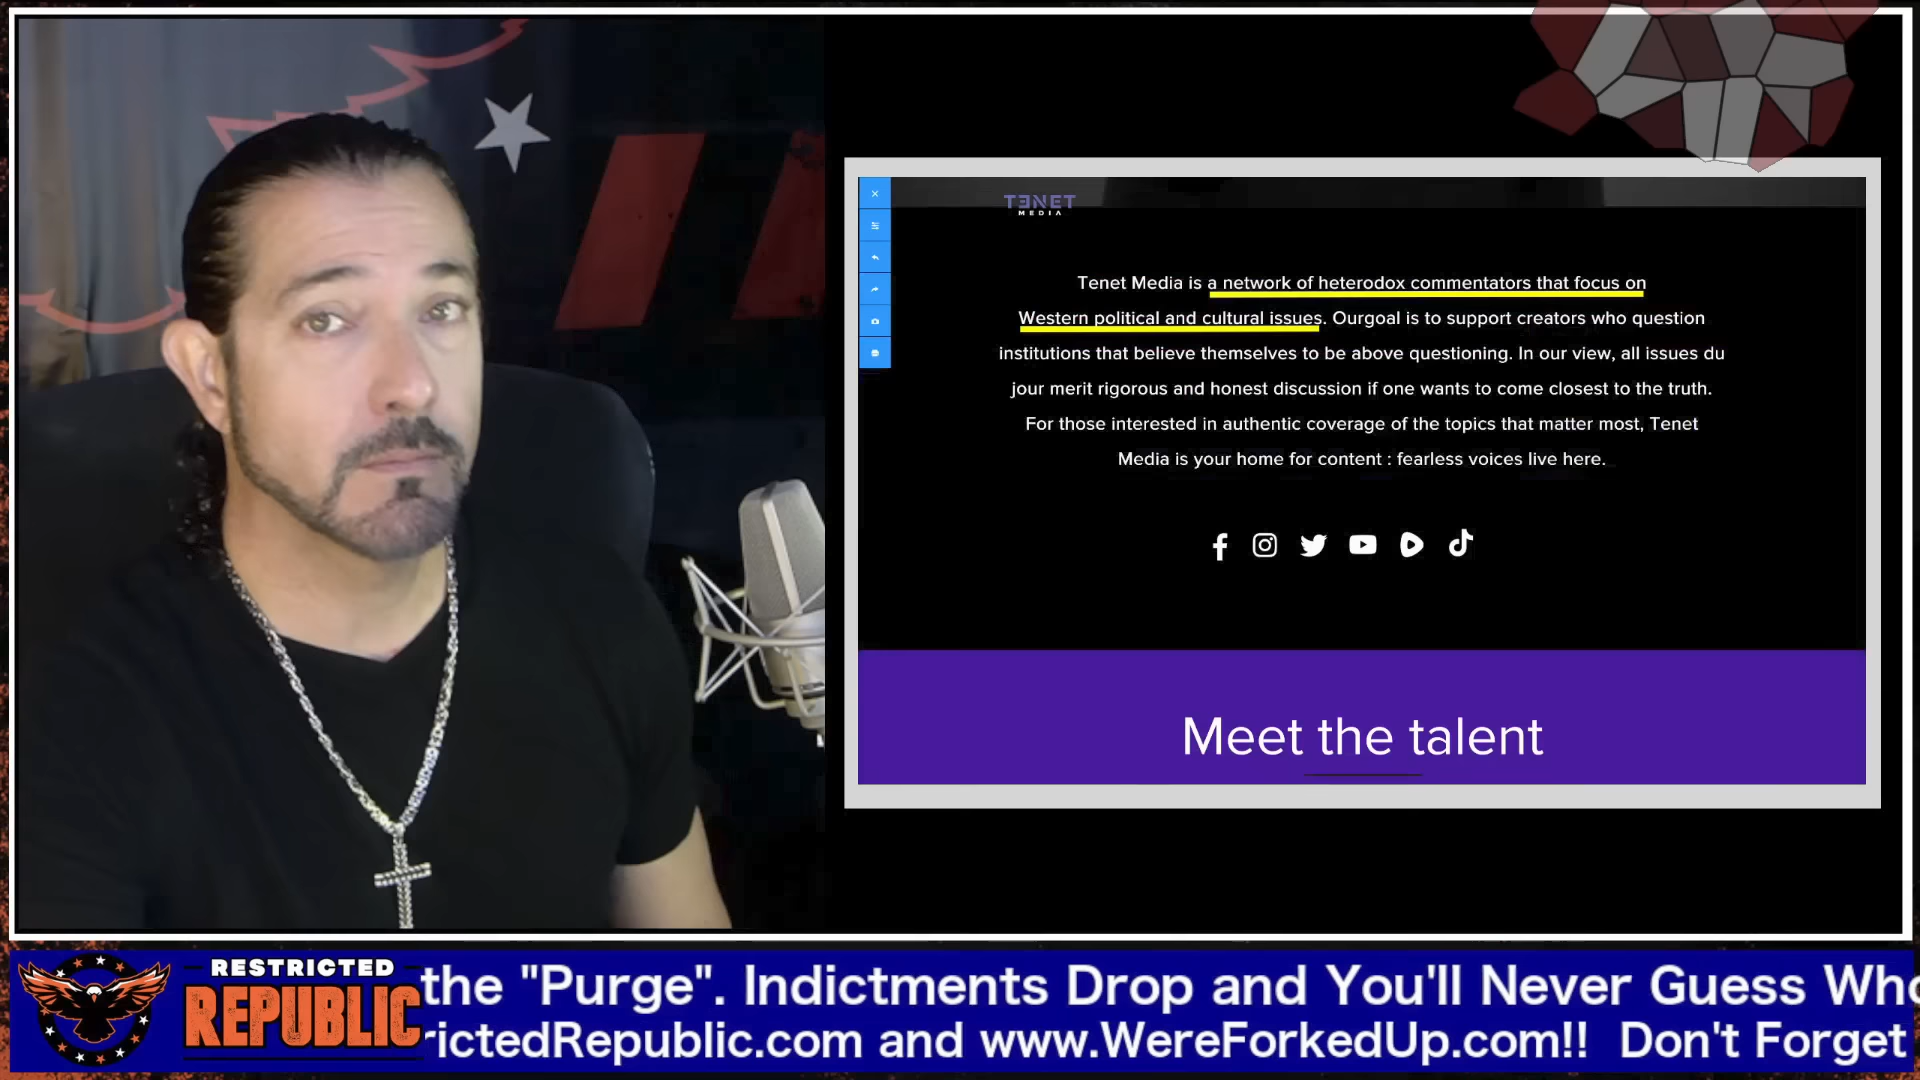 TENET
MEDIA
Tenet Media is a network of heterodox commentators that focus on
Western political and cultural issues. Ourgoal is to support creators who question
institutions that believe themselves to be above questioning. In our view, all issues du
jour merit rigorous and honest discussion if one wants to come closest to the truth.
For those interested in authentic coverage of the topics that matter most, Tenet
Media is your home for content : fearless voices live here.
Meet the talent
RESTRICTED
REPUBLIC
the "Purge". Indictments Drop and You'll Never Guess Who
rictedRepublic.com and www.WereForkedUp.com!! Don't Forget